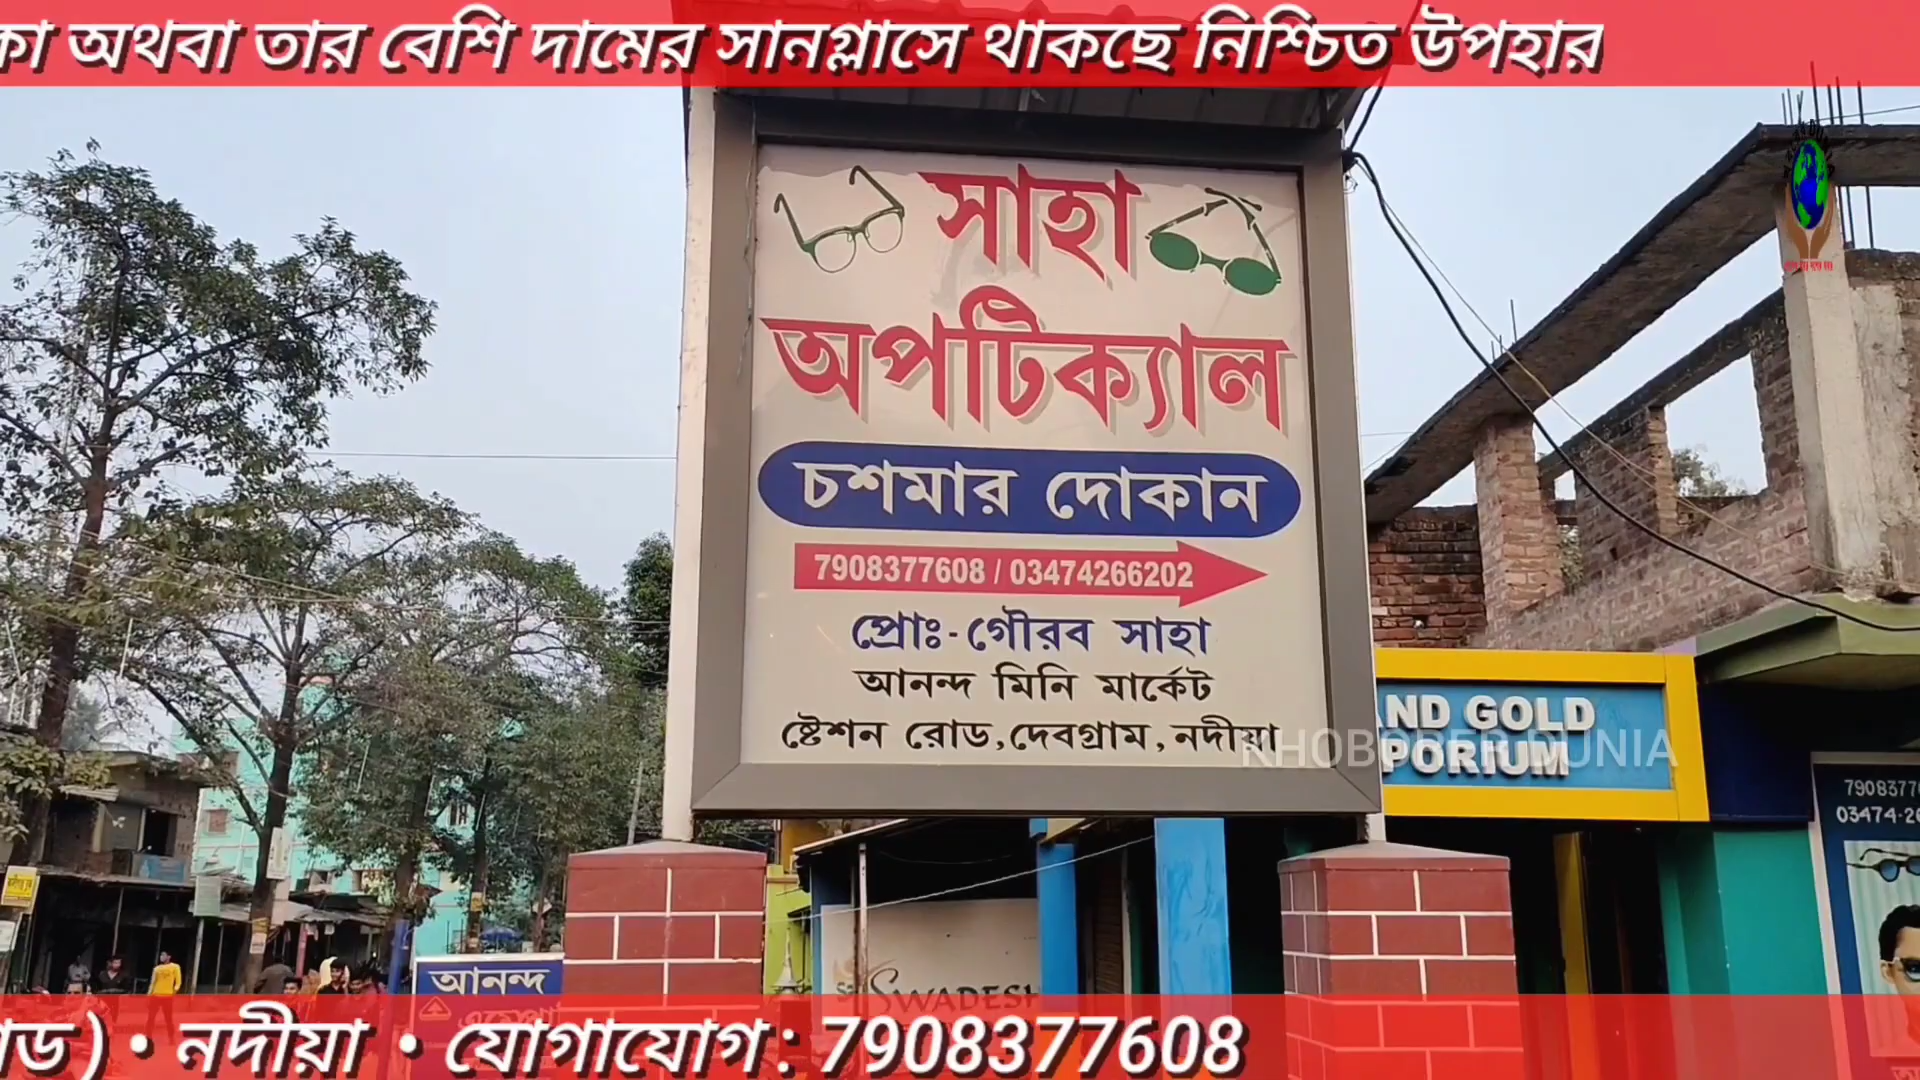 অথবা তার বেশি দামের সানগ্লাসে থাকছে নিশ্চিত উপহার
সাহা
অপটিক্যাল
চশমার দোকান
7908377608 / 03474266202
প্রোঃ-গৌরব সাহা
আনন্দ মিনি মার্কেট
ষ্টেশন রোড,দেবগ্রাম,নদীয়া
KHOBORER DUNIA
AND GOLD
PORIUM
SWADESH
আনন্দ
• নদীয়া • যোগাযোগ : 7908377608